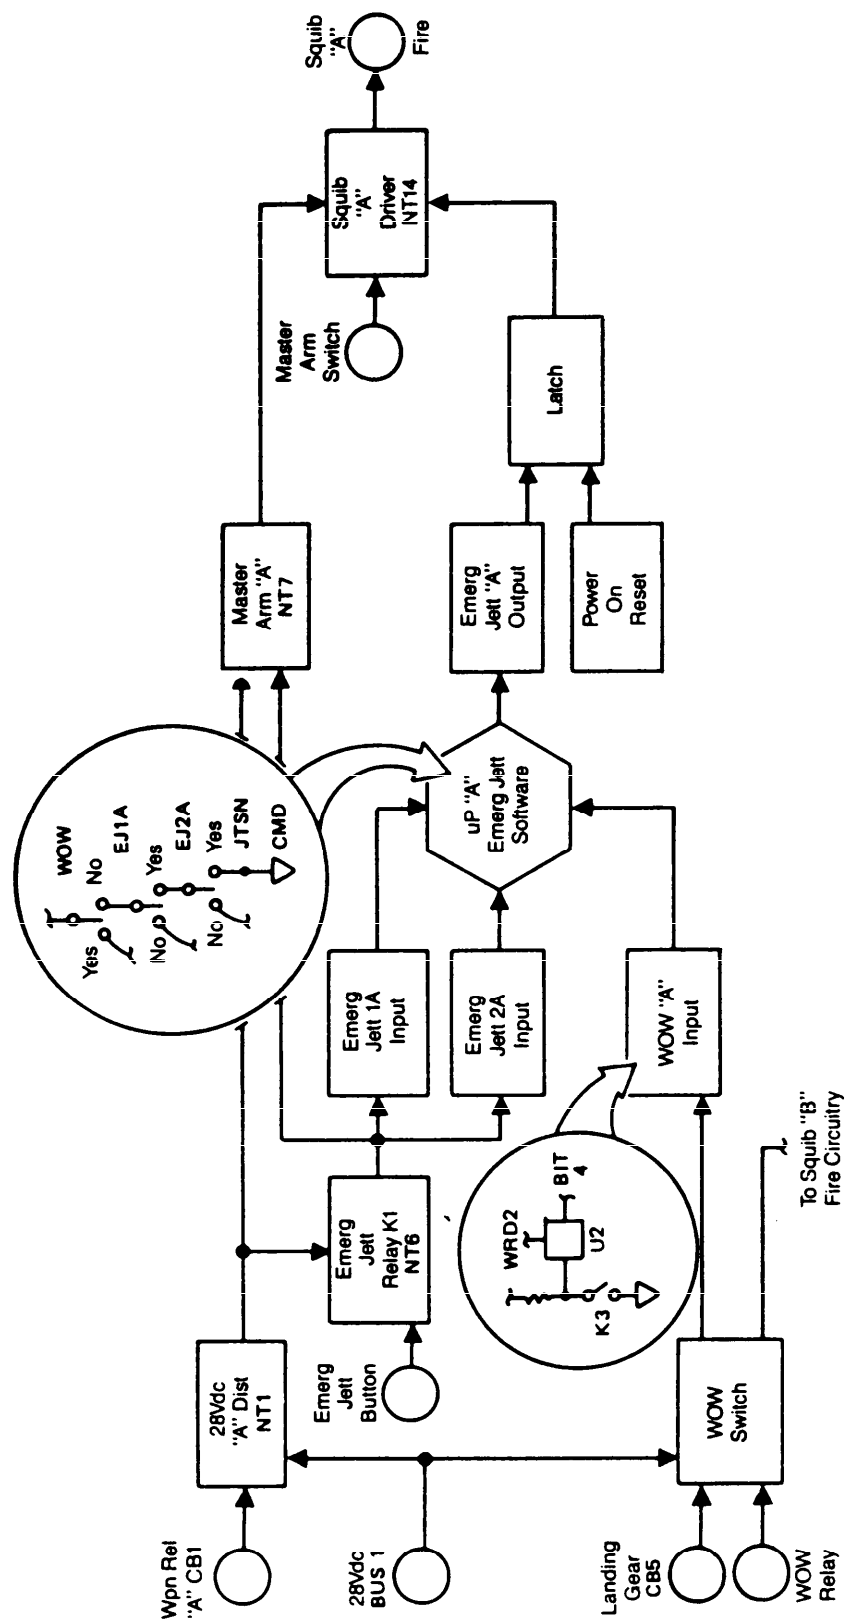 Squib
"A"
Fire
Squib
"A"
Driver
NT14
Master
Arm
Switch
Latch
Master
Arm "A"
NT7
Emerg
Jett "A"
Output
Power
On
Reset
WOW
Yes
No
EJ1A
No
Yes
EJ2A
No
Yes
JTSN
CMD
uP "A"
Emerg Jett
Software
Emerg
Jett 1A
Input
Emerg
Jett 2A
Input
WOW "A"
Input
Emerg
Jett
Relay K1
NT6
WRD2
BIT
4
U2
K3
To Squib "B"
Fire Circuitry
28Vdc
"A" Dist
NT1
Emerg
Jett
Button
WOW
Switch
Wpn Rel
"A" CB1
28Vdc
BUS 1
Landing
Gear
CB5
WOW
Relay